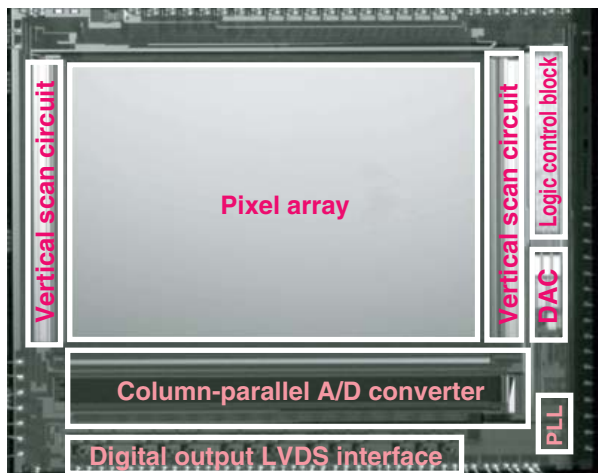 Vertical scan circuit
Pixel array
Vertical scan circuit
Logic control block
DAC
Column-parallel A/D converter
PLL
Digital output LVDS interface